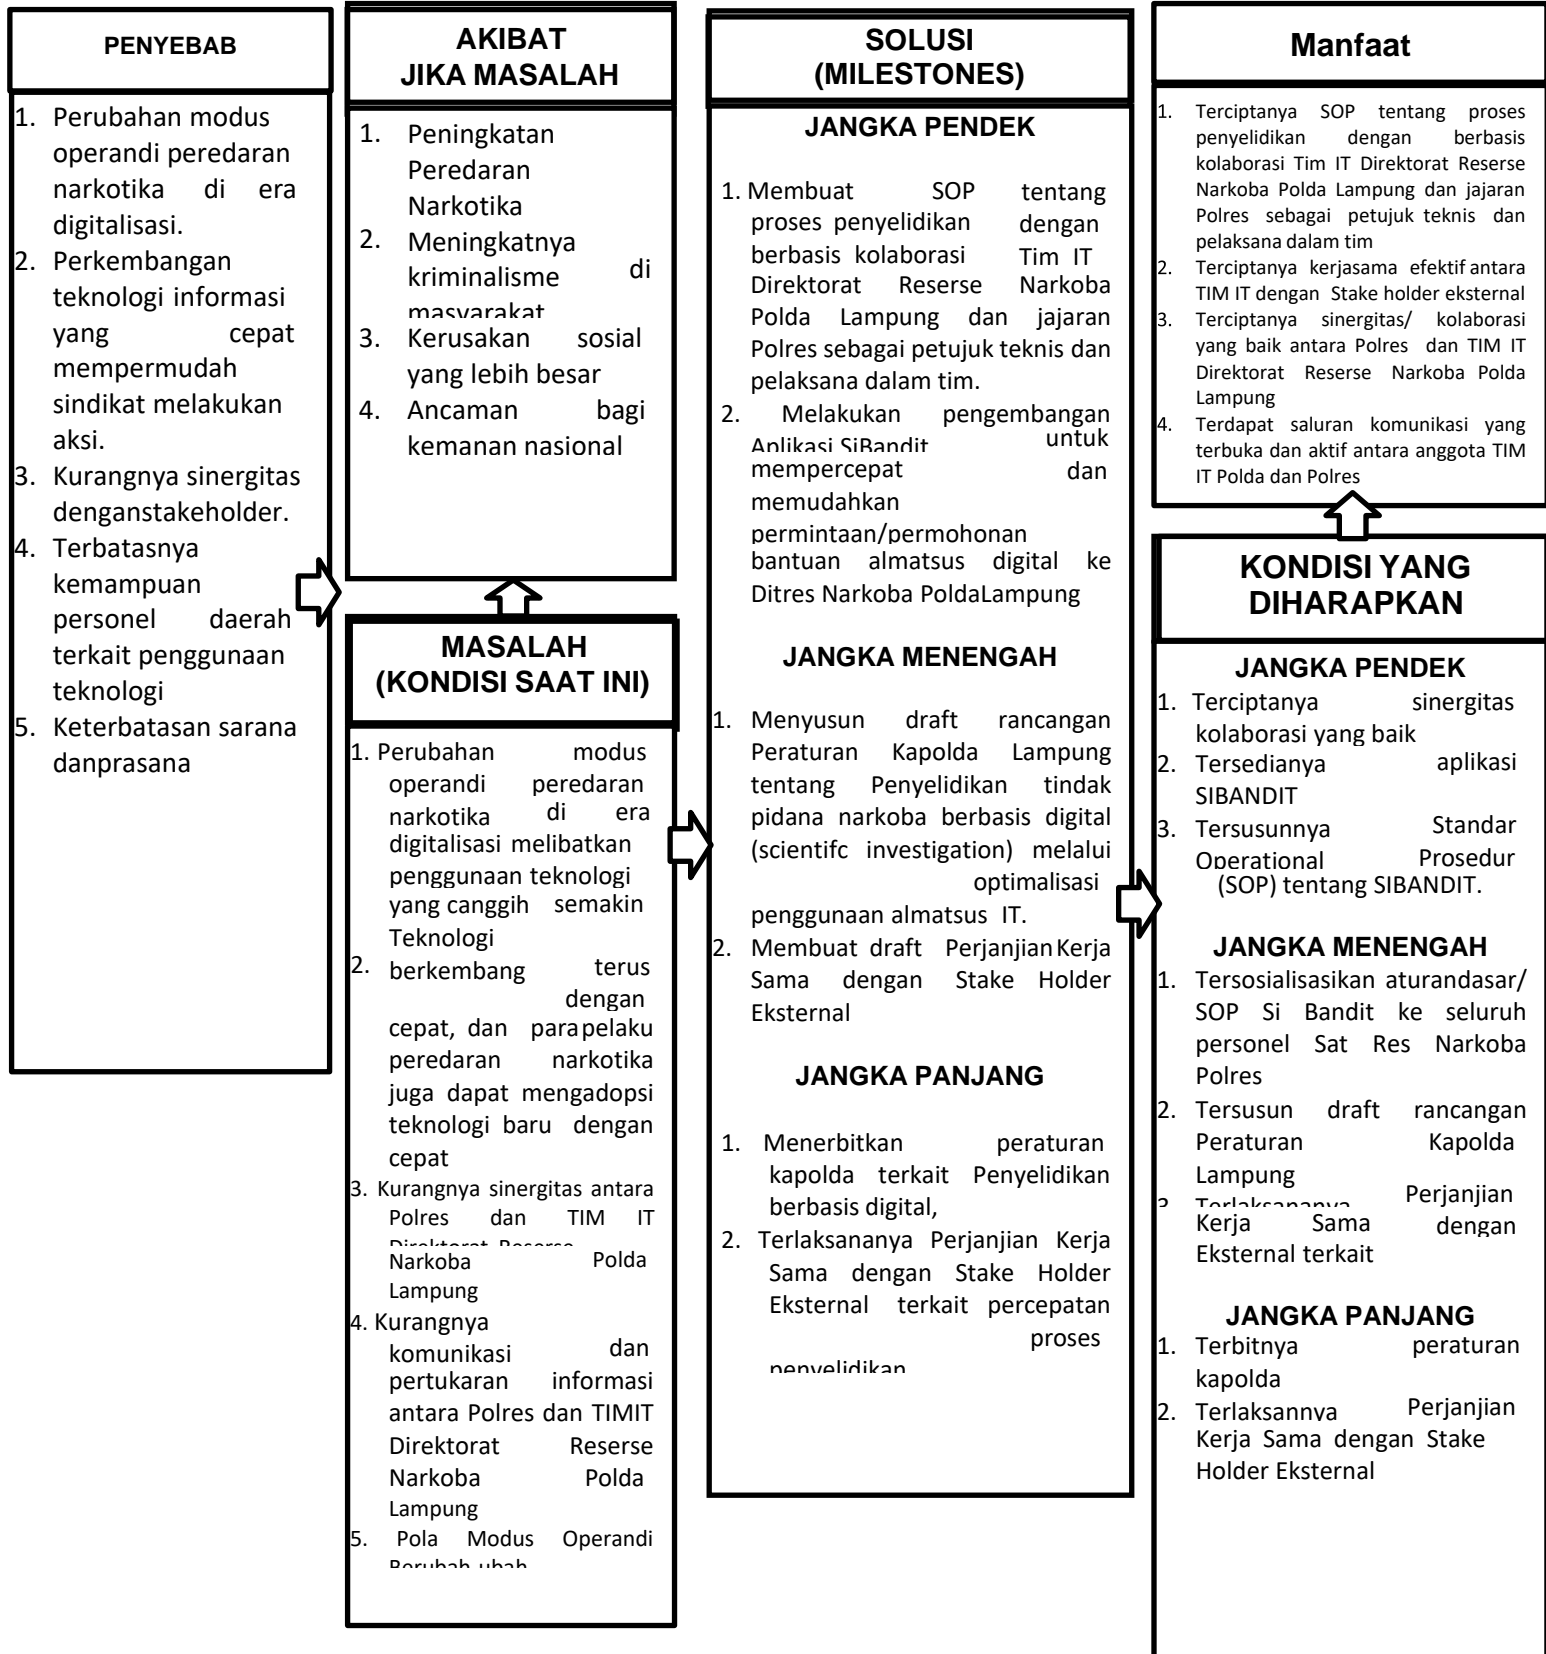 PENYEBAB
1. Perubahan modus
operandi peredaran
narkotika di era
digitalisasi.
2. Perkembangan
teknologi informasi
yang cepat
mempermudah
sindikat melakukan
aksi.
3. Kurangnya sinergitas
denganstakeholder.
4. Terbatasnya
kemampuan
personel daerah
terkait penggunaan
teknologi
5. Keterbatasan sarana
danprasana
AKIBAT
JIKA MASALAH
1. Peningkatan
Peredaran
Narkotika
2. Meningkatnya
kriminalisme di
masyarakat
3. Kerusakan sosial
yang lebih besar
4. Ancaman bagi
kemanan nasional
MASALAH
(KONDISI SAAT INI)
1. Perubahan modus
operandi peredaran
narkotika di era
digitalisasi melibatkan
penggunaan teknologi
yang canggih semakin
Teknologi
2. berkembang terus
dengan
cepat, dan parapelaku
peredaran narkotika
juga dapat mengadopsi
teknologi baru dengan
cepat
3. Kurangnya sinergitas antara
Polres dan TIM IT
Direktorat Reserse
Narkoba Polda
Lampung
4. Kurangnya
komunikasi dan
pertukaran informasi
antara Polres dan TIMIT
Direktorat Reserse
Narkoba Polda
Lampung
5. Pola Modus Operandi
Berubah-ubah
SOLUSI
(MILESTONES)
JANGKA PENDEK
1. Membuat SOP tentang
proses penyelidikan dengan
berbasis kolaborasi Tim IT
Direktorat Reserse Narkoba
Polda Lampung dan jajaran
Polres sebagai petujuk teknis dan
pelaksana dalam tim.
2. Melakukan pengembangan
Aplikasi SiBandit untuk
mempercepat dan
memudahkan
permintaan/permohonan
bantuan almatsus digital ke
Ditres Narkoba PoldaLampung
JANGKA MENENGAH
1. Menyusun draft rancangan
Peraturan Kapolda Lampung
tentang Penyelidikan tindak
pidana narkoba berbasis digital
(scientifc investigation) melalui
optimalisasi
penggunaan almatsus IT.
2. Membuat draft Perjanjian Kerja
Sama dengan Stake Holder
Eksternal
JANGKA PANJANG
1. Menerbitkan peraturan
kapolda terkait Penyelidikan
berbasis digital,
2. Terlaksananya Perjanjian Kerja
Sama dengan Stake Holder
Eksternal terkait percepatan
proses
penyelidikan
Manfaat
1. Terciptanya SOP tentang proses
penyelidikan dengan berbasis
kolaborasi Tim IT Direktorat Reserse
Narkoba Polda Lampung dan jajaran
Polres sebagai petujuk teknis dan
pelaksana dalam tim
2. Terciptanya kerjasama efektif antara
TIM IT dengan Stake holder eksternal
3. Terciptanya sinergitas/ kolaborasi
yang baik antara Polres dan TIM IT
Direktorat Reserse Narkoba Polda
Lampung
4. Terdapat saluran komunikasi yang
terbuka dan aktif antara anggota TIM
IT Polda dan Polres
KONDISI YANG
DIHARAPKAN
JANGKA PENDEK
1. Terciptanya sinergitas
kolaborasi yang baik
2. Tersedianya aplikasi
SIBANDIT
3. Tersusunnya Standar
Operational Prosedur
(SOP) tentang SIBANDIT.
JANGKA MENENGAH
1. Tersosialisasikan aturandasar/
SOP Si Bandit ke seluruh
personel Sat Res Narkoba
Polres
2. Tersusun draft rancangan
Peraturan Kapolda
Lampung
3. Terlaksananya Perjanjian
Kerja Sama dengan
Eksternal terkait
JANGKA PANJANG
1. Terbitnya peraturan
kapolda
2. Terlaksannya Perjanjian
Kerja Sama dengan Stake
Holder Eksternal